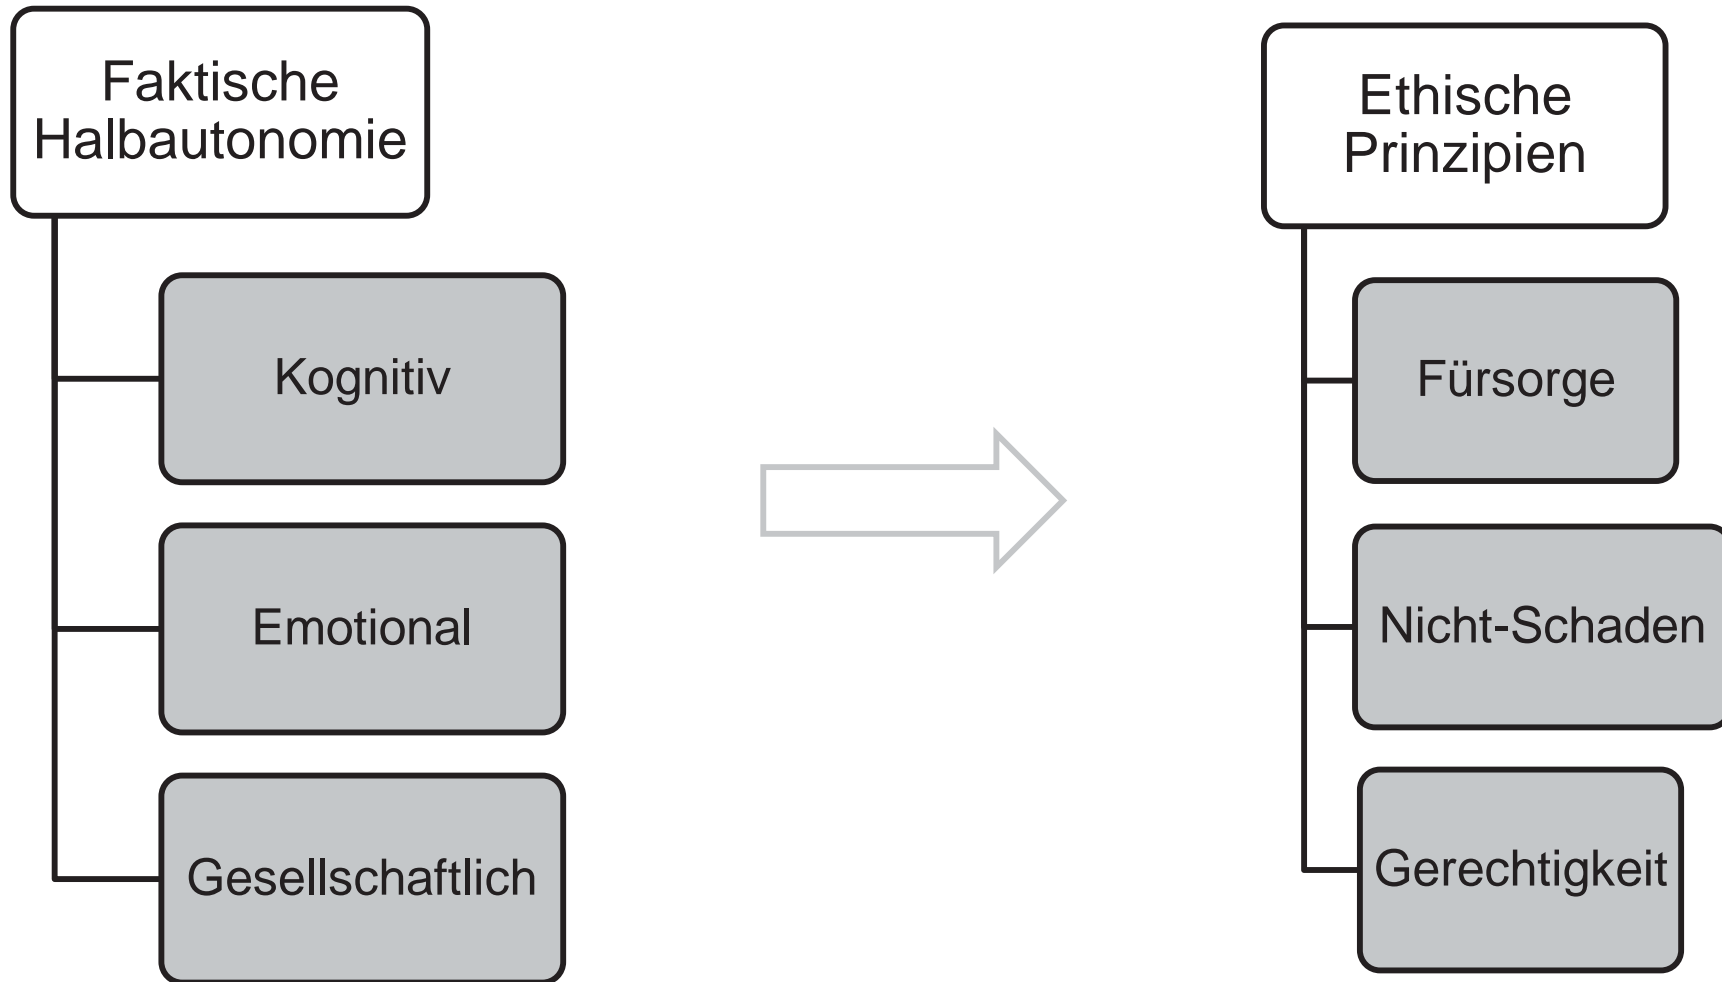 Faktische
Halbautonomie
Kognitiv
Emotional
Gesellschaftlich
Ethische
Prinzipien
Fürsorge
Nicht-Schaden
Gerechtigkeit